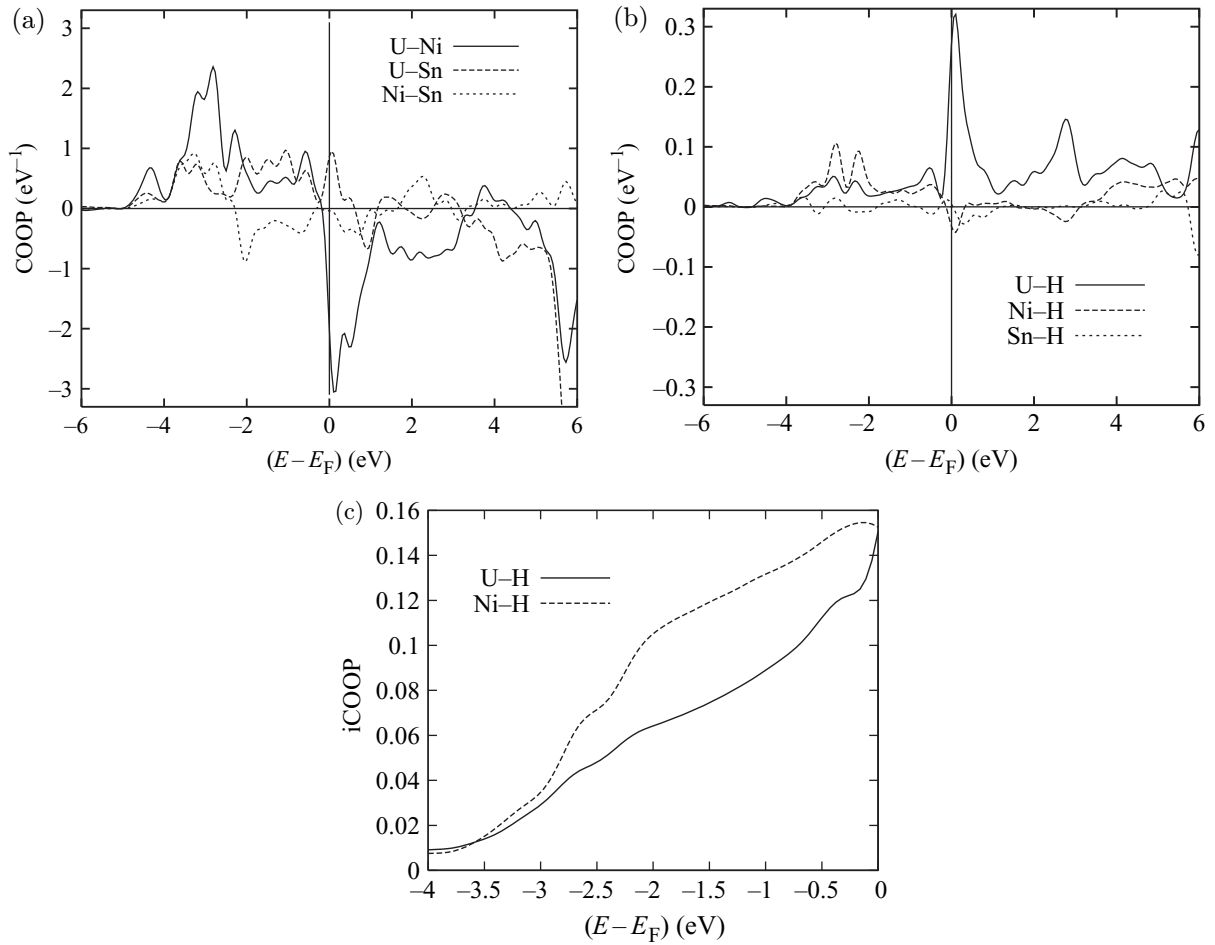 (a)
3
2
1
0
−1
−2
−3
COOP (eV−1)
U–Ni
U–Sn
Ni–Sn
−6 −4 −2 0 2 4 6
(E – EF) (eV)
(b)
0.3
0.2
0.1
0
−0.1
−0.2
−0.3
COOP (eV−1)
U–H
Ni–H
Sn–H
−6 −4 −2 0 2 4 6
(E – EF) (eV)
(c)
0.16
0.14
0.12
0.1
0.08
0.06
0.04
0.02
0
iCOOP
U–H
Ni–H
−4 −3.5 −3 −2.5 −2 −1.5 −1 −0.5 0
(E – EF) (eV)